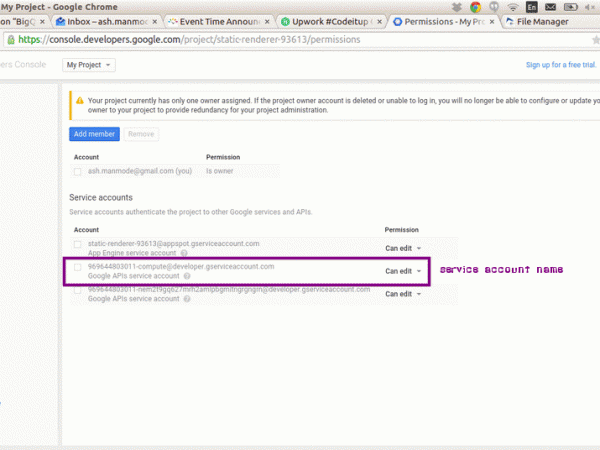 My Project - Google Chrome
on "BigQ
Inbox – ash.manmod
Event Time Announc
Upwork #Codeitup
Permissions - My Pro
File Manager
En
https://console.developers.google.com/project/static-renderer-93613/permissions
ers Console
My Project
Sign up for a free trial.
Your project currently has only one owner assigned. If the project owner account is deleted or unable to log in, you will no longer be able to configure or update yo
owner to your project to provide redundancy for your project administration.
Add member
Remove
Account
Permission
ash.manmode@gmail.com (you)
Is owner
Service accounts
Service accounts authenticate the project to other Google services and APIs.
Account
Permission
static-renderer-93613@appspot.gserviceaccount.com
App Engine service account
Can edit
969644803011-compute@developer.gserviceaccount.com
Google APIs service account
Can edit
service account name
Google APIs service account
Can edit